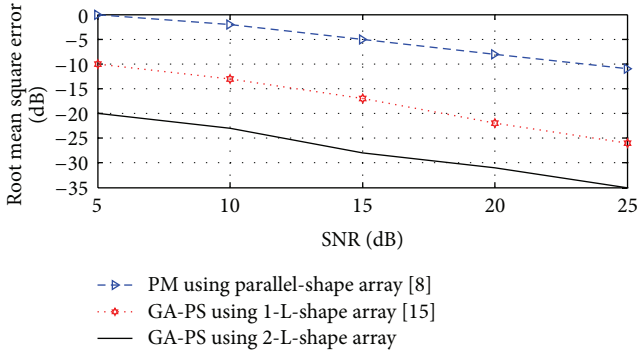 Root mean square error
(dB)
0
−5
−10
−15
−20
−25
−30
−35
5
10
15
20
25
SNR (dB)
PM using parallel-shape array [8]
GA-PS using 1-L-shape array [15]
GA-PS using 2-L-shape array